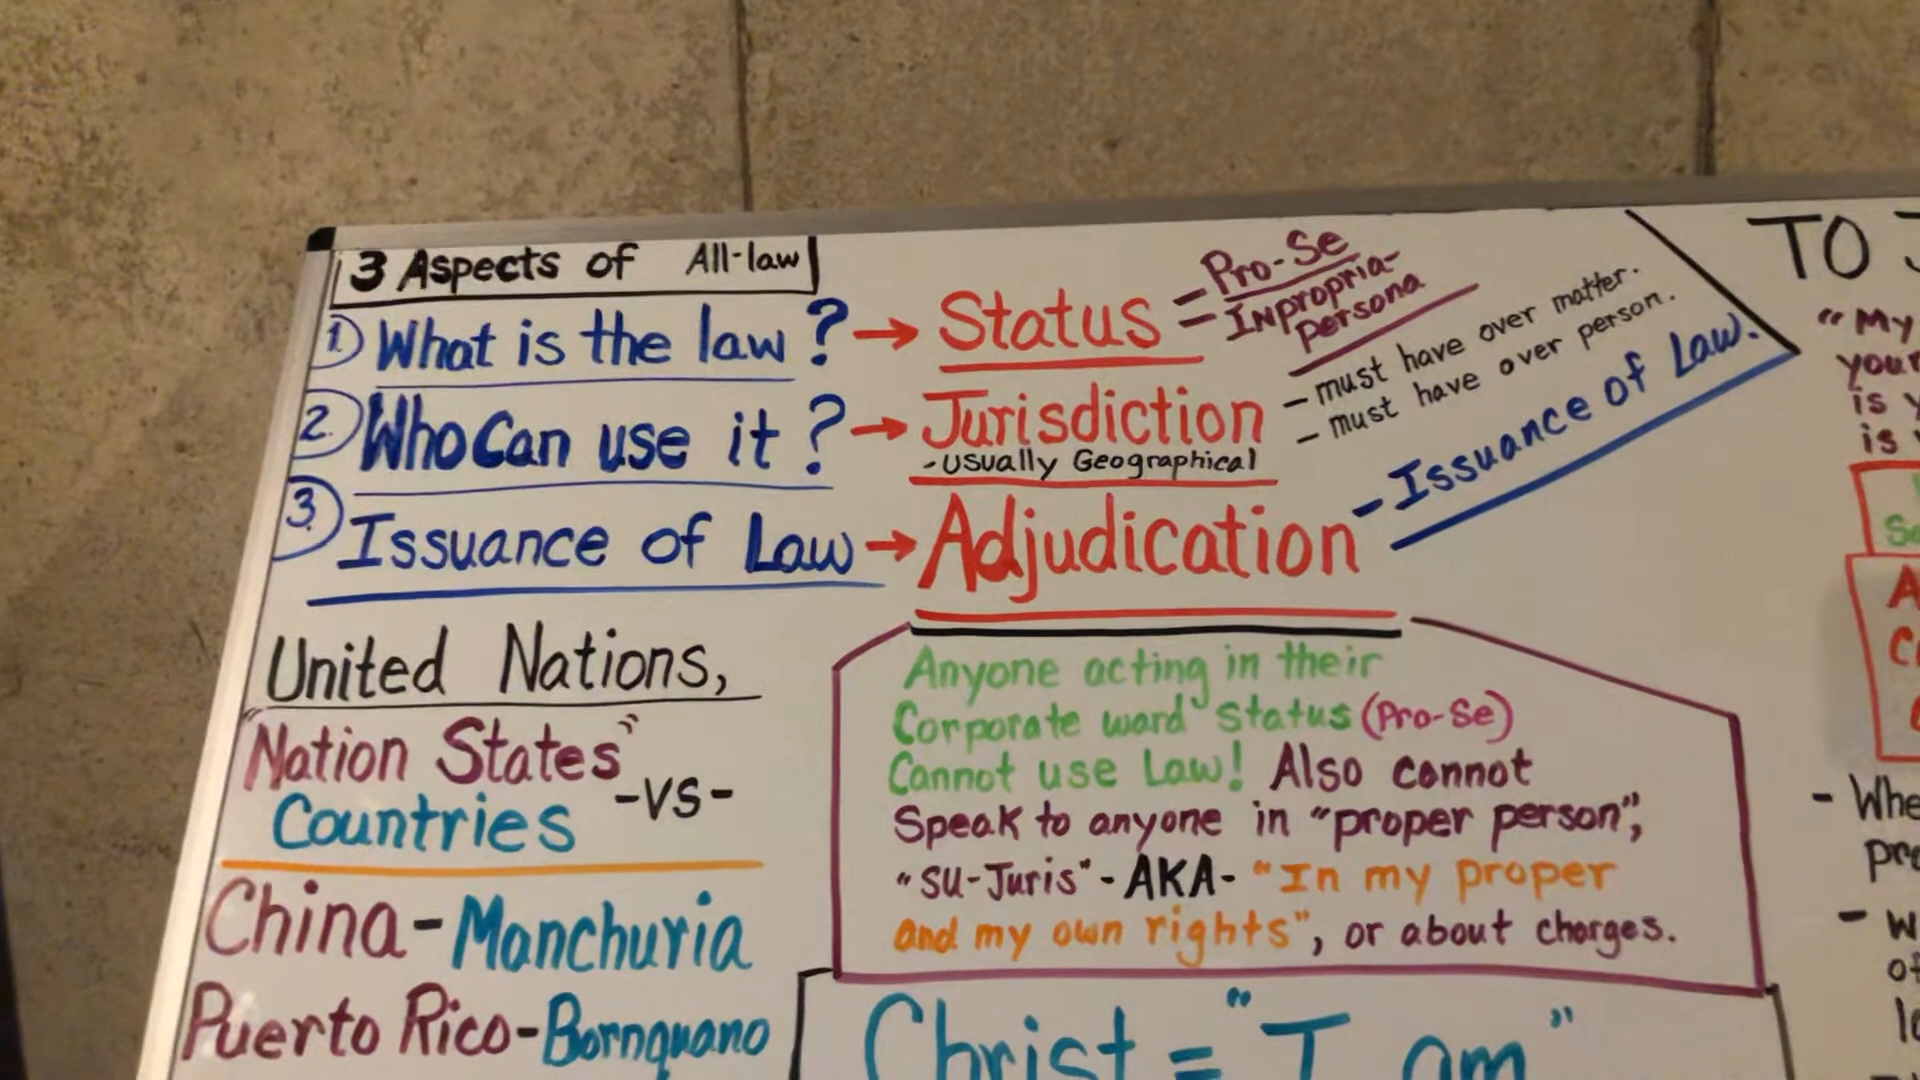 3 Aspects of All-law
1) What is the law? → Status
- Pro-Se
- Inpropria-
persona
2. Who Can use it? → Jurisdiction
- usually Geographical
- must have over matter.
- must have over person.
3. Issuance of Law → Adjudication - Issuance of Law.
United Nations,
"Nation States"
-VS-
Countries
China - Manchuria
Puerto Rico - Bornquano
Anyone acting in their
Corporate ward status (Pro-Se)
Cannot use Law! Also cannot
Speak to anyone in "proper person",
"su-Juris" - AKA - "In my proper
and my own rights", or about charges.
Christ = "I am"
TO
"My
your
is
is
- Whe
pre